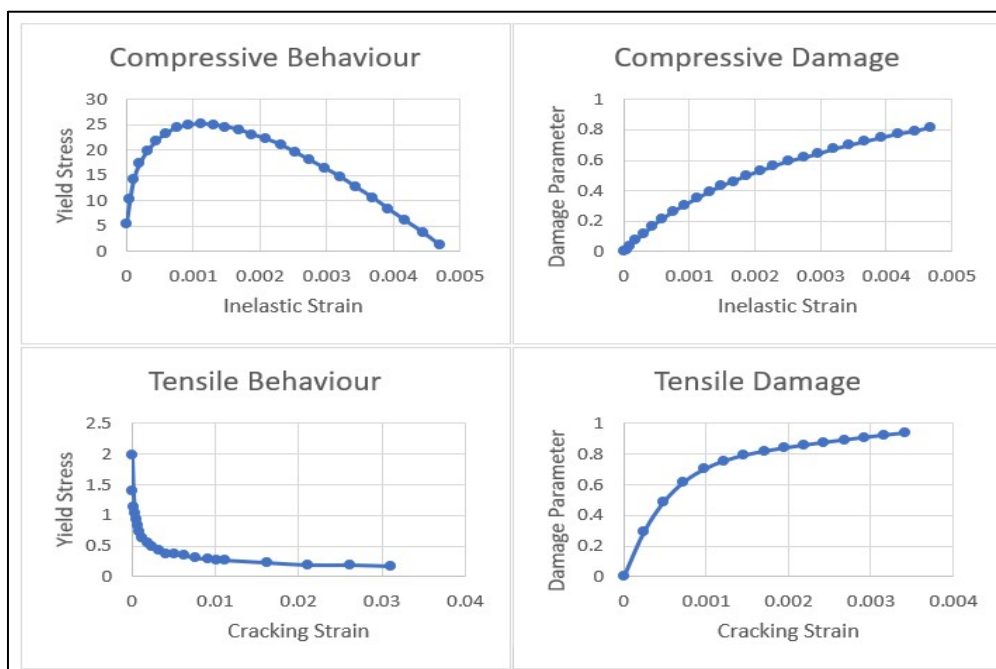 Compressive Behaviour
30
25
20
15
10
5
0
Yield Stress
0 0.001 0.002 0.003 0.004 0.005
Inelastic Strain
Compressive Damage
1
0.8
0.6
0.4
0.2
0
Damage Parameter
0 0.001 0.002 0.003 0.004 0.005
Inelastic Strain
Tensile Behaviour
2.5
2
1.5
1
0.5
0
Yield Stress
0 0.01 0.02 0.03 0.04
Cracking Strain
Tensile Damage
1
0.8
0.6
0.4
0.2
0
Damage Parameter
0 0.001 0.002 0.003 0.004
Cracking Strain